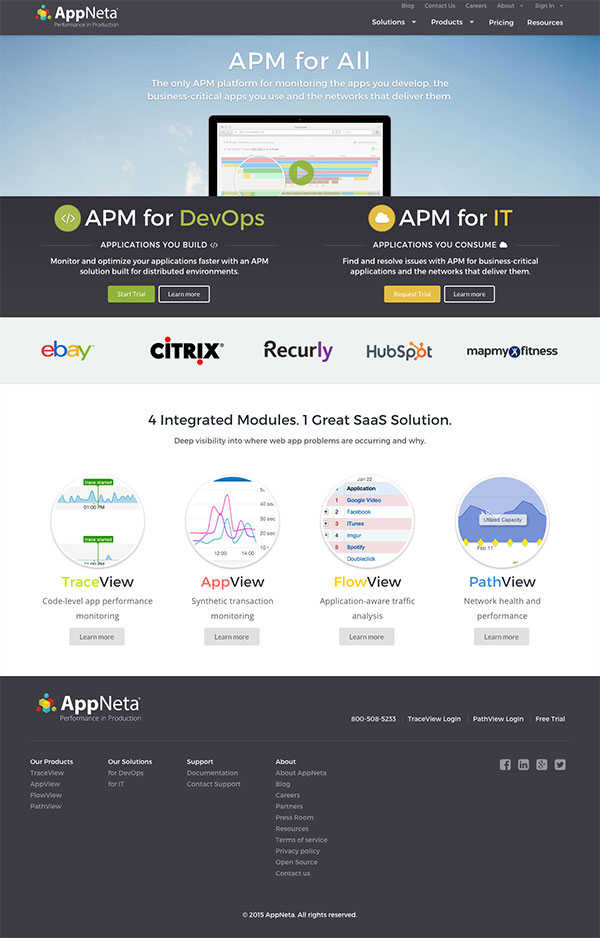 AppNeta
Performance in Production
Blog Contact Us Careers About Sign In
Solutions Products Pricing Resources
APM for All
The only APM platform for monitoring the apps you develop, the
business-critical apps you use and the networks that deliver them.
APM for DevOps
APPLICATIONS YOU BUILD </>
Monitor and optimize your applications faster with an APM
solution built for distributed environments.
Start Trial Learn more
APM for IT
APPLICATIONS YOU CONSUME
Find and resolve issues with APM for business-critical
applications and the networks that deliver them.
Request Trial Learn more
ebay CITRIX Recurly HubSpot mapmyfitness
4 Integrated Modules. 1 Great SaaS Solution.
Deep visibility into where web app problems are occurring and why.
trace started
01:00 PM
trace started
30 sec
20 sec
10
12:00 14:00
Jan 22
Application
1 Google Video
2 Facebook
3 iTunes
4 Imgur
5 Spotify
Doubleclick
Utilized Capacity
Feb 17
TraceView
Code-level app performance
monitoring
Learn more
AppView
Synthetic transaction
monitoring
Learn more
FlowView
Application-aware traffic
analysis
Learn more
PathView
Network health and
performance
Learn more
AppNeta
Performance in Production
800-508-5233 TraceView Login PathView Login Free Trial
Our Products
TraceView
AppView
FlowView
PathView
Our Solutions
for DevOps
for IT
Support
Documentation
Contact Support
About
About AppNeta
Blog
Careers
Partners
Press Room
Resources
Terms of service
Privacy policy
Open Source
Contact us
© 2015 AppNeta. All rights reserved.